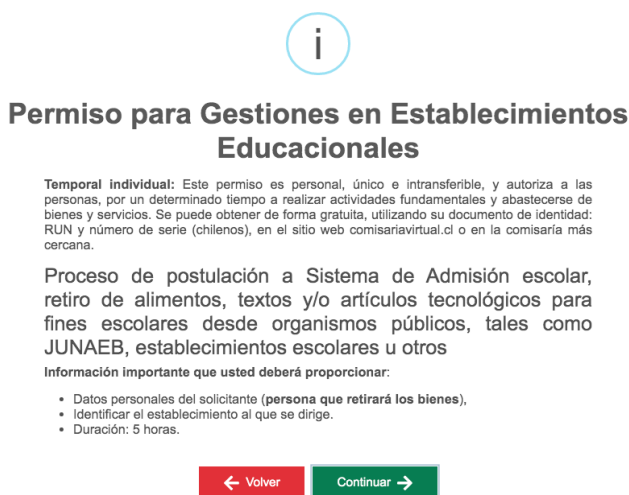 i
Permiso para Gestiones en Establecimientos
Educacionales
Temporal individual: Este permiso es personal, único e intransferible, y autoriza a las
personas, por un determinado tiempo a realizar actividades fundamentales y abastecerse de
bienes y servicios. Se puede obtener de forma gratuita, utilizando su documento de identidad:
RUN y número de serie (chilenos), en el sitio web comisariavirtual.cl o en la comisaría más
cercana.
Proceso de postulación a Sistema de Admisión escolar,
retiro de alimentos, textos y/o artículos tecnológicos para
fines escolares desde organismos públicos, tales como
JUNAEB, establecimientos escolares u otros
Información importante que usted deberá proporcionar:
• Datos personales del solicitante (persona que retirará los bienes),
• Identificar el establecimiento al que se dirige.
• Duración: 5 horas.
← Volver Continuar →